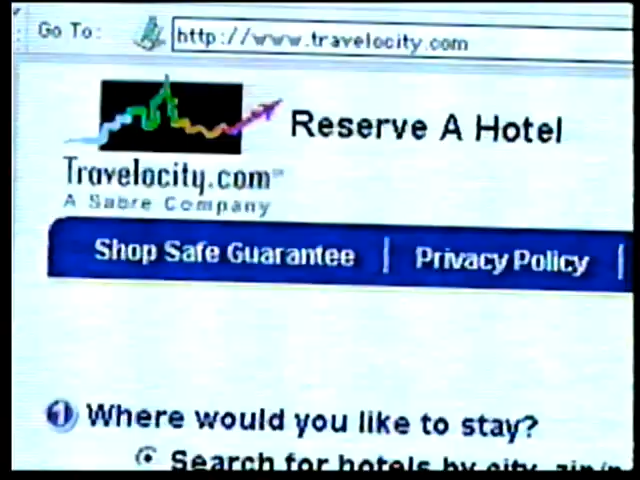 Go To: http://www.travelocity.com
Reserve A Hotel
Travelocity.com
A Sabre Company
Shop Safe Guarantee | Privacy Policy |
Where would you like to stay?
Search for hotels by city,